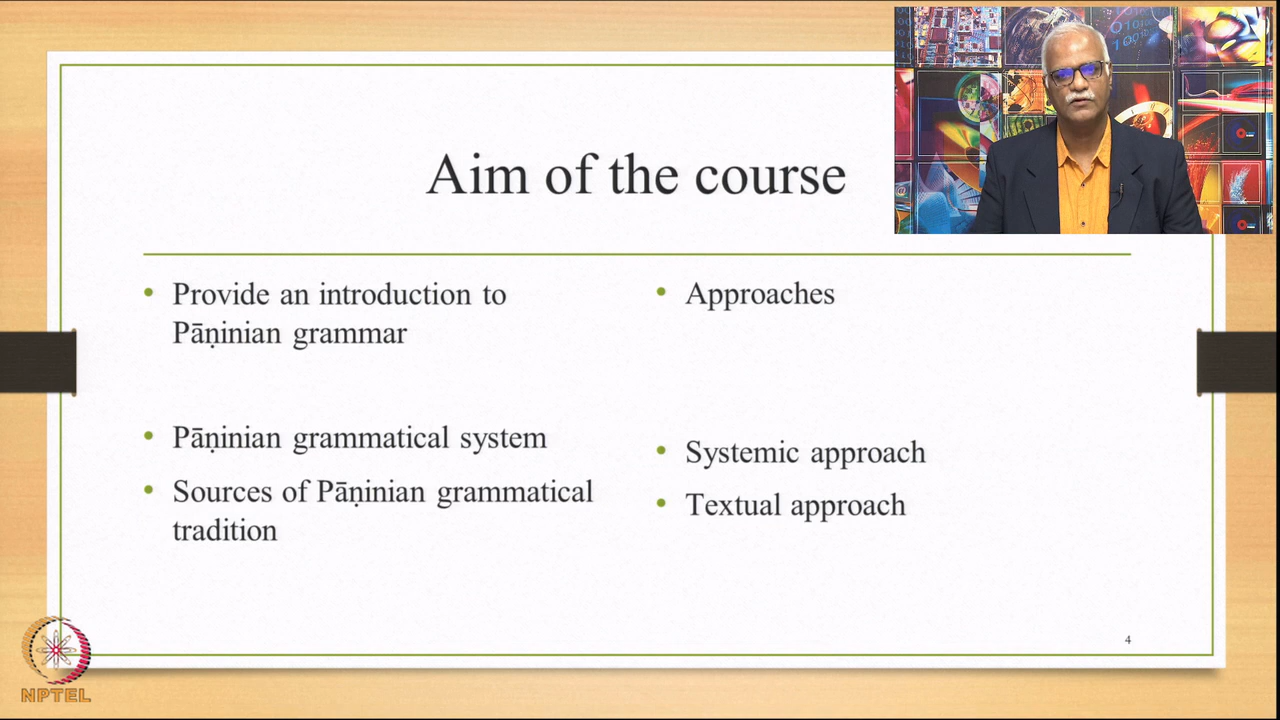 Aim of the course
• Provide an introduction to
Pāṇinian grammar
• Pāṇinian grammatical system
• Sources of Pāṇinian grammatical
tradition
• Approaches
• Systemic approach
• Textual approach
4
NPTEL